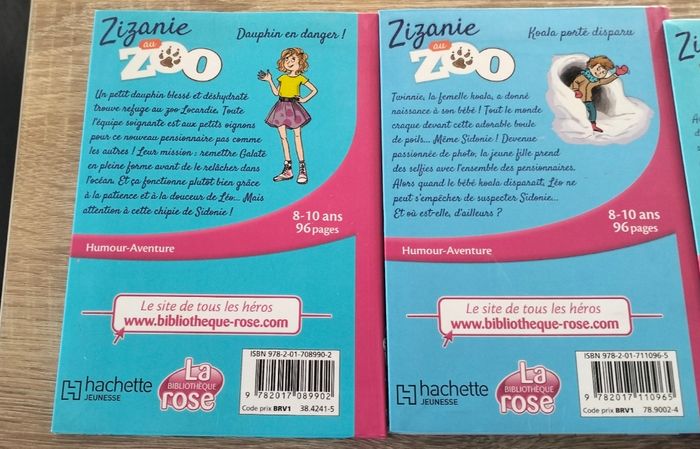 Zizanie
au
ZOO
Dauphin en danger !
Un petit dauphin blessé et déshydraté
trouve refuge au zoo Locardie. Toute
l'équipe soignante est aux petits oignons
pour ce nouveau pensionnaire pas comme
les autres ! Leur mission : remettre Galaté
en pleine forme avant de le relâcher dans
l'océan. Et ça fonctionne plutôt bien grâce
à la patience et à la douceur de Léo... Mais
attention à cette chipie de Sidonie !
8-10 ans
96 pages
Humour-Aventure
Le site de tous les héros
www.bibliotheque-rose.com
hachette
JEUNESSE
La
BIBLIOTHÈQUE
rose
ISBN 978-2-01-708990-2
9 782017 089902
Code prix BRV1 38.4241-5
Zizanie
au
ZOO
Koala porté disparu
Twinnie, la femelle koala, a donné
naissance à son bébé ! Tout le monde
craque devant cette adorable boule
de poils... Même Sidonie ! Devenue
passionnée de photo, la jeune fille prend
des selfies avec l'ensemble des pensionnaires.
Alors quand le bébé koala disparaît, Léo ne
peut s'empêcher de suspecter Sidonie...
Et où est-elle, d'ailleurs ?
8-10 ans
96 pages
Humour-Aventure
Le site de tous les héros
www.bibliotheque-rose.com
hachette
JEUNESSE
La
BIBLIOTHÈQUE
rose
ISBN 978-2-01-711096-5
9 782017 110965
Code prix BRV1 78.9002-4